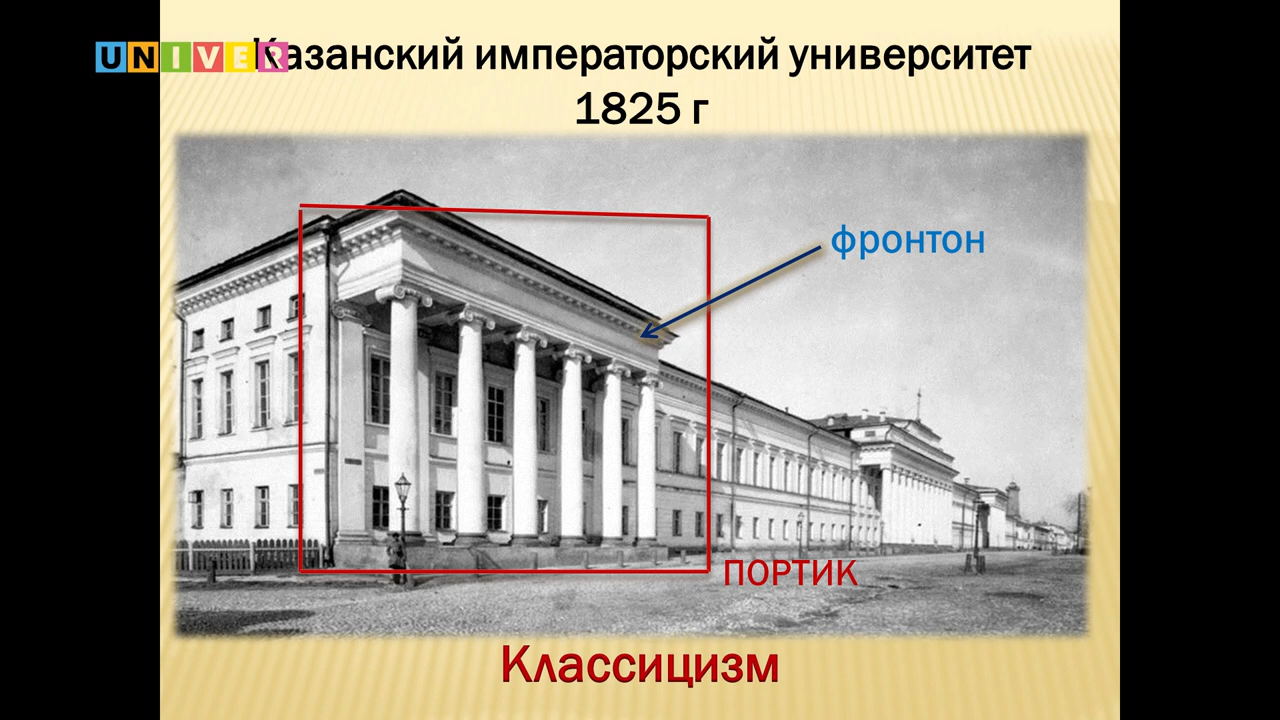 UNIVER
Казанский императорский университет
1825 г
фронтон
ПОРТИК
Классицизм